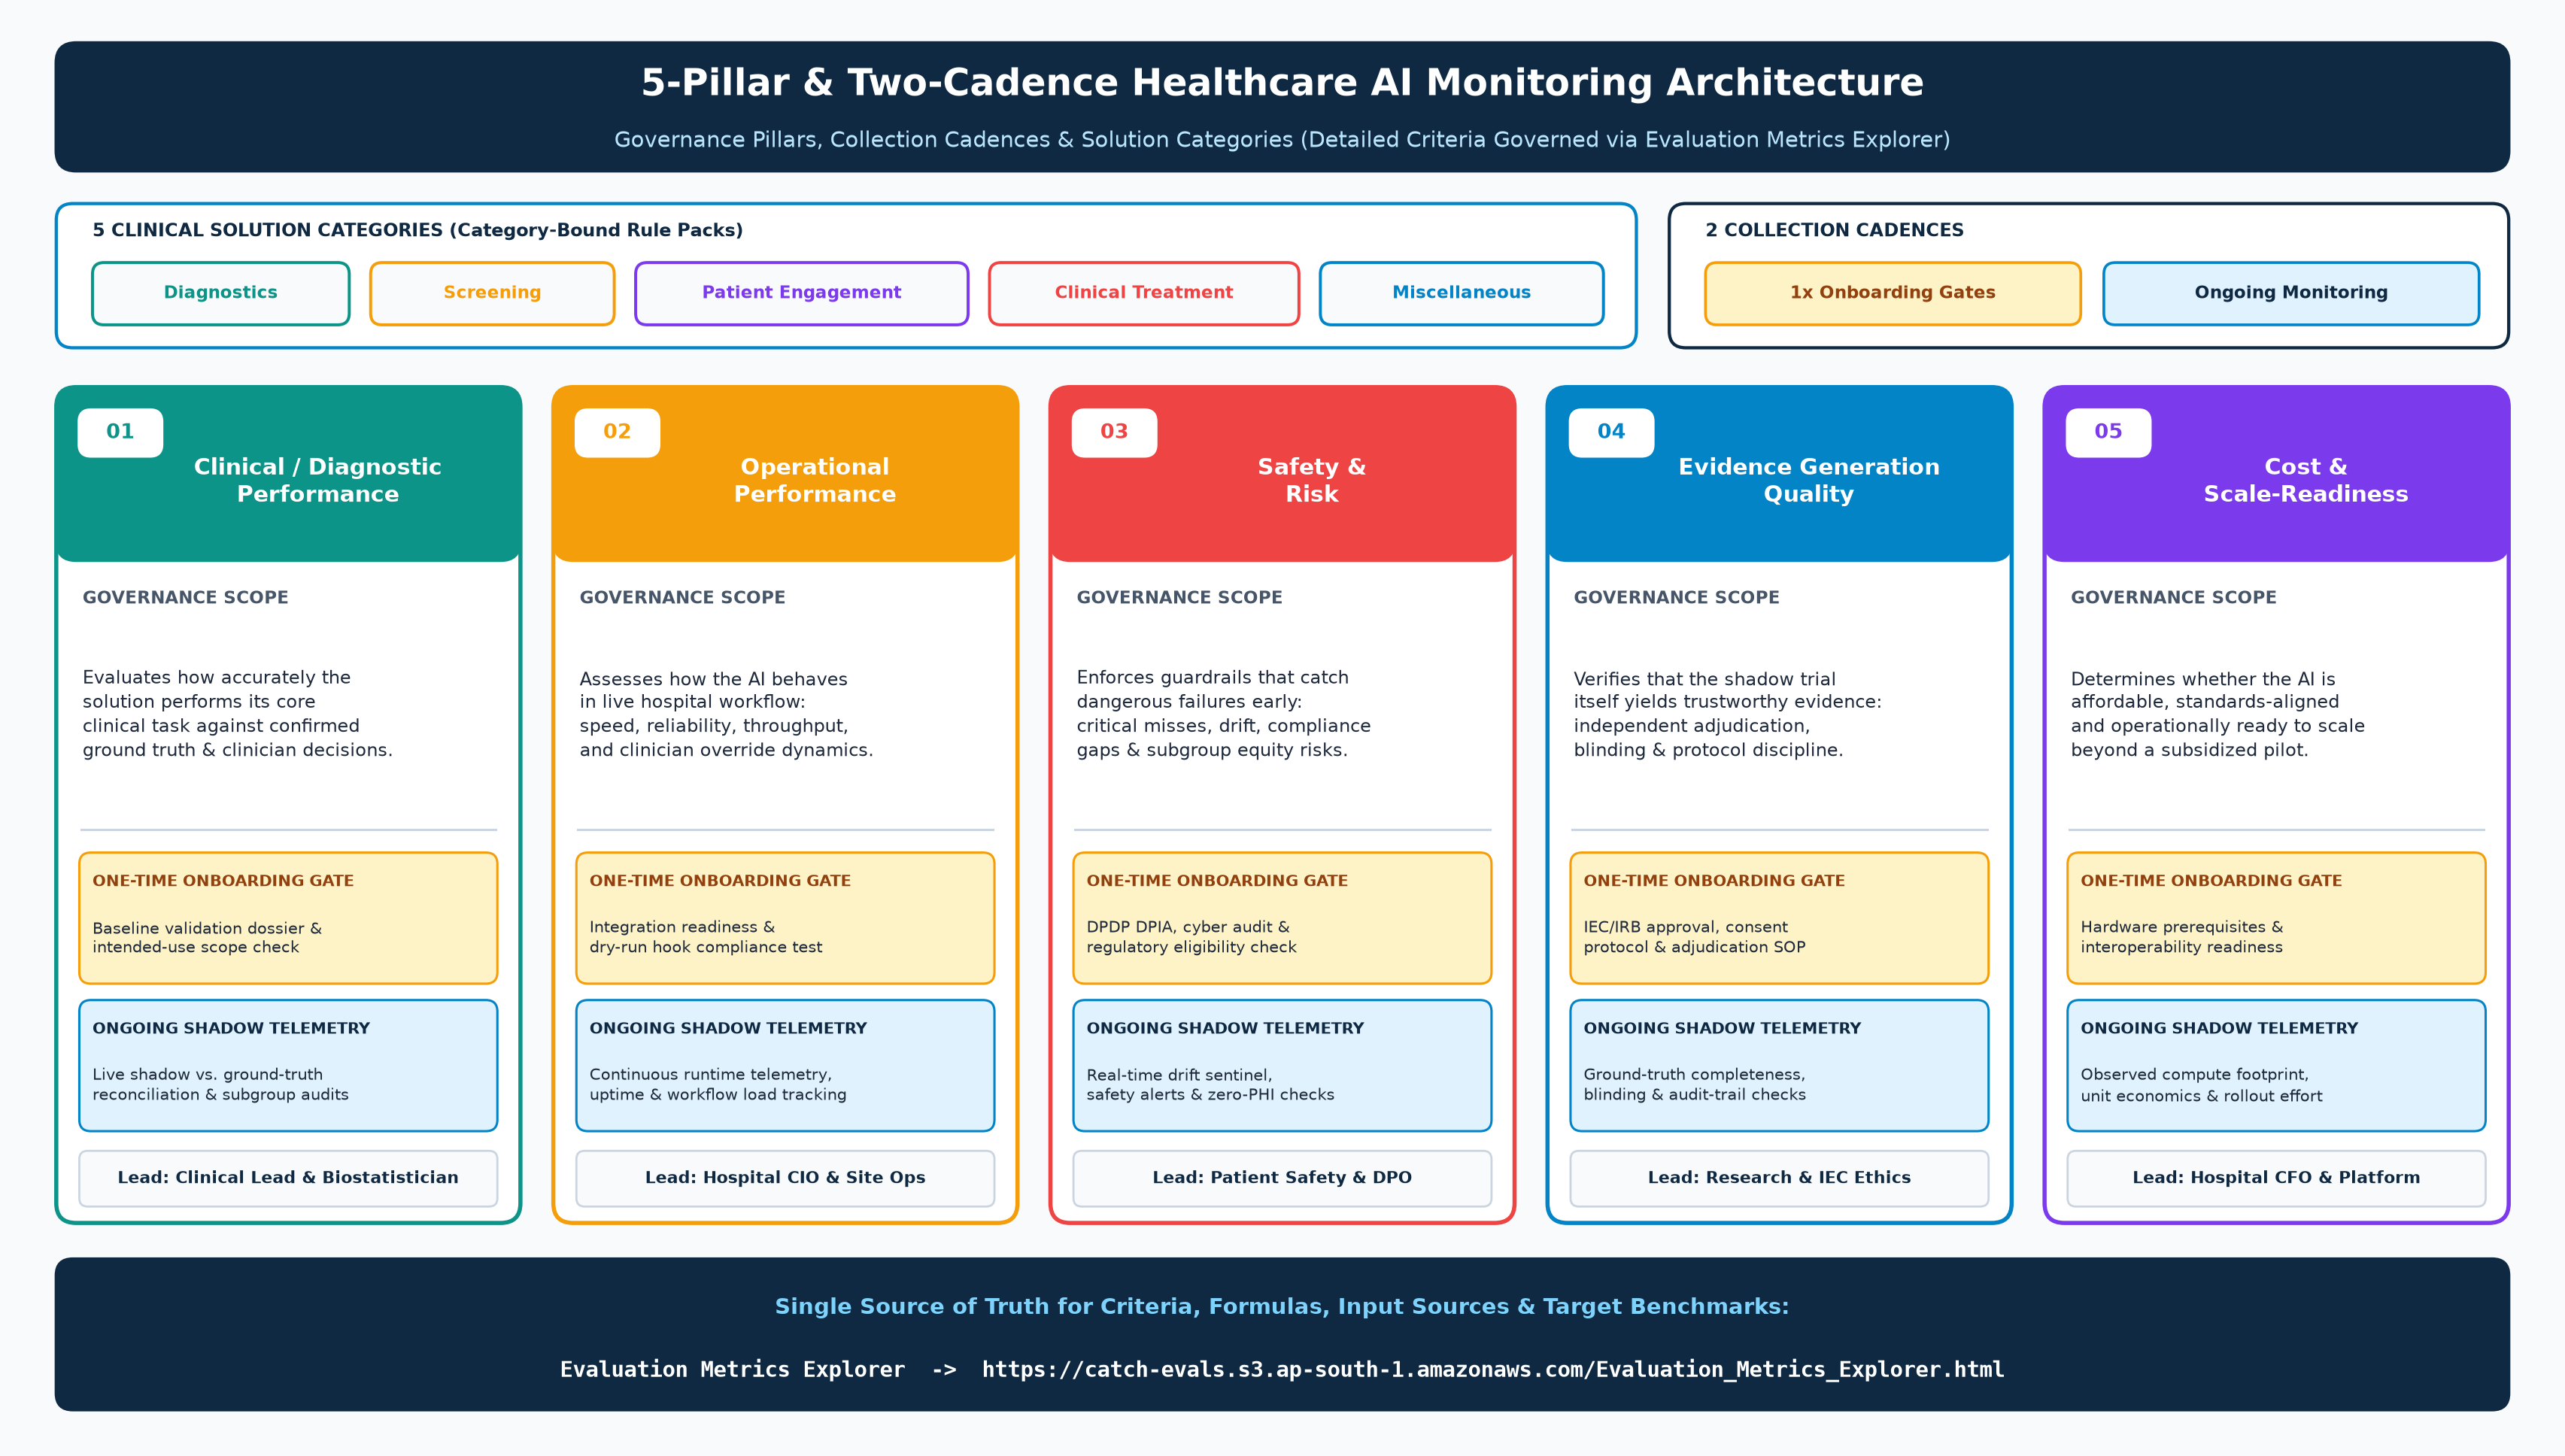 5-Pillar & Two-Cadence Healthcare AI Monitoring Architecture
Governance Pillars, Collection Cadences & Solution Categories (Detailed Criteria Governed via Evaluation Metrics Explorer)
5 CLINICAL SOLUTION CATEGORIES (Category-Bound Rule Packs)
Diagnostics
Screening
Patient Engagement
Clinical Treatment
Miscellaneous
2 COLLECTION CADENCES
1x Onboarding Gates
Ongoing Monitoring
01
Clinical / Diagnostic
Performance
GOVERNANCE SCOPE
Evaluates how accurately the
solution performs its core
clinical task against confirmed
ground truth & clinician decisions.
ONE-TIME ONBOARDING GATE
Baseline validation dossier &
intended-use scope check
ONGOING SHADOW TELEMETRY
Live shadow vs. ground-truth
reconciliation & subgroup audits
Lead: Clinical Lead & Biostatistician
02
Operational
Performance
GOVERNANCE SCOPE
Assesses how the AI behaves
in live hospital workflow:
speed, reliability, throughput,
and clinician override dynamics.
ONE-TIME ONBOARDING GATE
Integration readiness &
dry-run hook compliance test
ONGOING SHADOW TELEMETRY
Continuous runtime telemetry,
uptime & workflow load tracking
Lead: Hospital CIO & Site Ops
03
Safety &
Risk
GOVERNANCE SCOPE
Enforces guardrails that catch
dangerous failures early:
critical misses, drift, compliance
gaps & subgroup equity risks.
ONE-TIME ONBOARDING GATE
DPDP DPIA, cyber audit &
regulatory eligibility check
ONGOING SHADOW TELEMETRY
Real-time drift sentinel,
safety alerts & zero-PHI checks
Lead: Patient Safety & DPO
04
Evidence Generation
Quality
GOVERNANCE SCOPE
Verifies that the shadow trial
itself yields trustworthy evidence:
independent adjudication,
blinding & protocol discipline.
ONE-TIME ONBOARDING GATE
IEC/IRB approval, consent
protocol & adjudication SOP
ONGOING SHADOW TELEMETRY
Ground-truth completeness,
blinding & audit-trail checks
Lead: Research & IEC Ethics
05
Cost &
Scale-Readiness
GOVERNANCE SCOPE
Determines whether the AI is
affordable, standards-aligned
and operationally ready to scale
beyond a subsidized pilot.
ONE-TIME ONBOARDING GATE
Hardware prerequisites &
interoperability readiness
ONGOING SHADOW TELEMETRY
Observed compute footprint,
unit economics & rollout effort
Lead: Hospital CFO & Platform
Single Source of Truth for Criteria, Formulas, Input Sources & Target Benchmarks:
Evaluation Metrics Explorer -> https://catch-evals.s3.ap-south-1.amazonaws.com/Evaluation_Metrics_Explorer.html